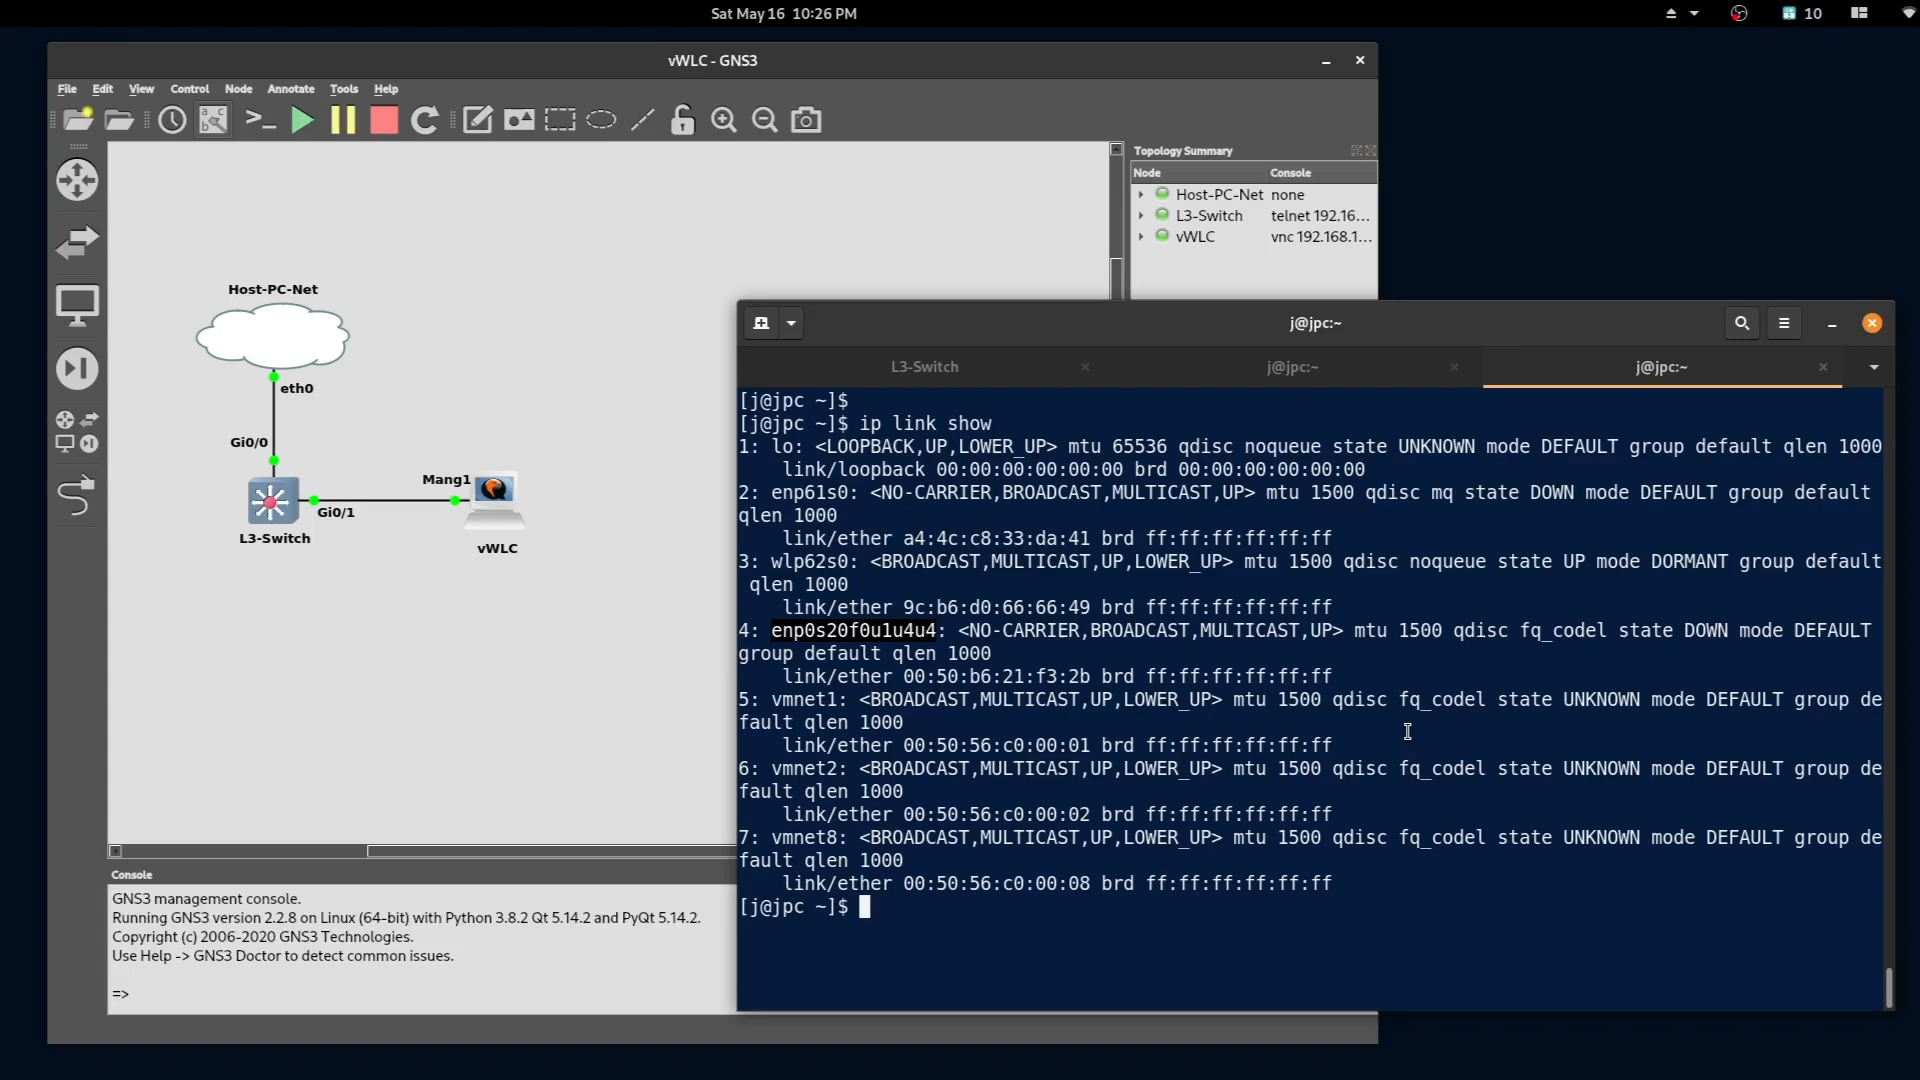 Sat May 16 10:26 PM
10
vWLC - GNS3
File Edit View Control Node Annotate Tools Help
Topology Summary
Node Console
Host-PC-Net none
L3-Switch telnet 192.16...
vWLC vnc 192.168.1...
Host-PC-Net
eth0
Gi0/0
Mang1
Gi0/1
L3-Switch
vWLC
j@jpc:~
L3-Switch j@jpc:~ j@jpc:~
[j@jpc ~]$
[j@jpc ~]$ ip link show
1: lo: <LOOPBACK,UP,LOWER_UP> mtu 65536 qdisc noqueue state UNKNOWN mode DEFAULT group default qlen 1000
link/loopback 00:00:00:00:00:00 brd 00:00:00:00:00:00
2: enp61s0: <NO-CARRIER,BROADCAST,MULTICAST,UP> mtu 1500 qdisc mq state DOWN mode DEFAULT group default
qlen 1000
link/ether a4:4c:c8:33:da:41 brd ff:ff:ff:ff:ff:ff
3: wlp62s0: <BROADCAST,MULTICAST,UP,LOWER_UP> mtu 1500 qdisc noqueue state UP mode DORMANT group default
qlen 1000
link/ether 9c:b6:d0:66:66:49 brd ff:ff:ff:ff:ff:ff
4: enp0s20f0u1u4u4: <NO-CARRIER,BROADCAST,MULTICAST,UP> mtu 1500 qdisc fq_codel state DOWN mode DEFAULT
group default qlen 1000
link/ether 00:50:b6:21:f3:2b brd ff:ff:ff:ff:ff:ff
5: vmnet1: <BROADCAST,MULTICAST,UP,LOWER_UP> mtu 1500 qdisc fq_codel state UNKNOWN mode DEFAULT group de
fault qlen 1000
link/ether 00:50:56:c0:00:01 brd ff:ff:ff:ff:ff:ff
6: vmnet2: <BROADCAST,MULTICAST,UP,LOWER_UP> mtu 1500 qdisc fq_codel state UNKNOWN mode DEFAULT group de
fault qlen 1000
link/ether 00:50:56:c0:00:02 brd ff:ff:ff:ff:ff:ff
7: vmnet8: <BROADCAST,MULTICAST,UP,LOWER_UP> mtu 1500 qdisc fq_codel state UNKNOWN mode DEFAULT group de
fault qlen 1000
link/ether 00:50:56:c0:00:08 brd ff:ff:ff:ff:ff:ff
[j@jpc ~]$
Console
GNS3 management console.
Running GNS3 version 2.2.8 on Linux (64-bit) with Python 3.8.2 Qt 5.14.2 and PyQt 5.14.2.
Copyright (c) 2006-2020 GNS3 Technologies.
Use Help -> GNS3 Doctor to detect common issues.
=>